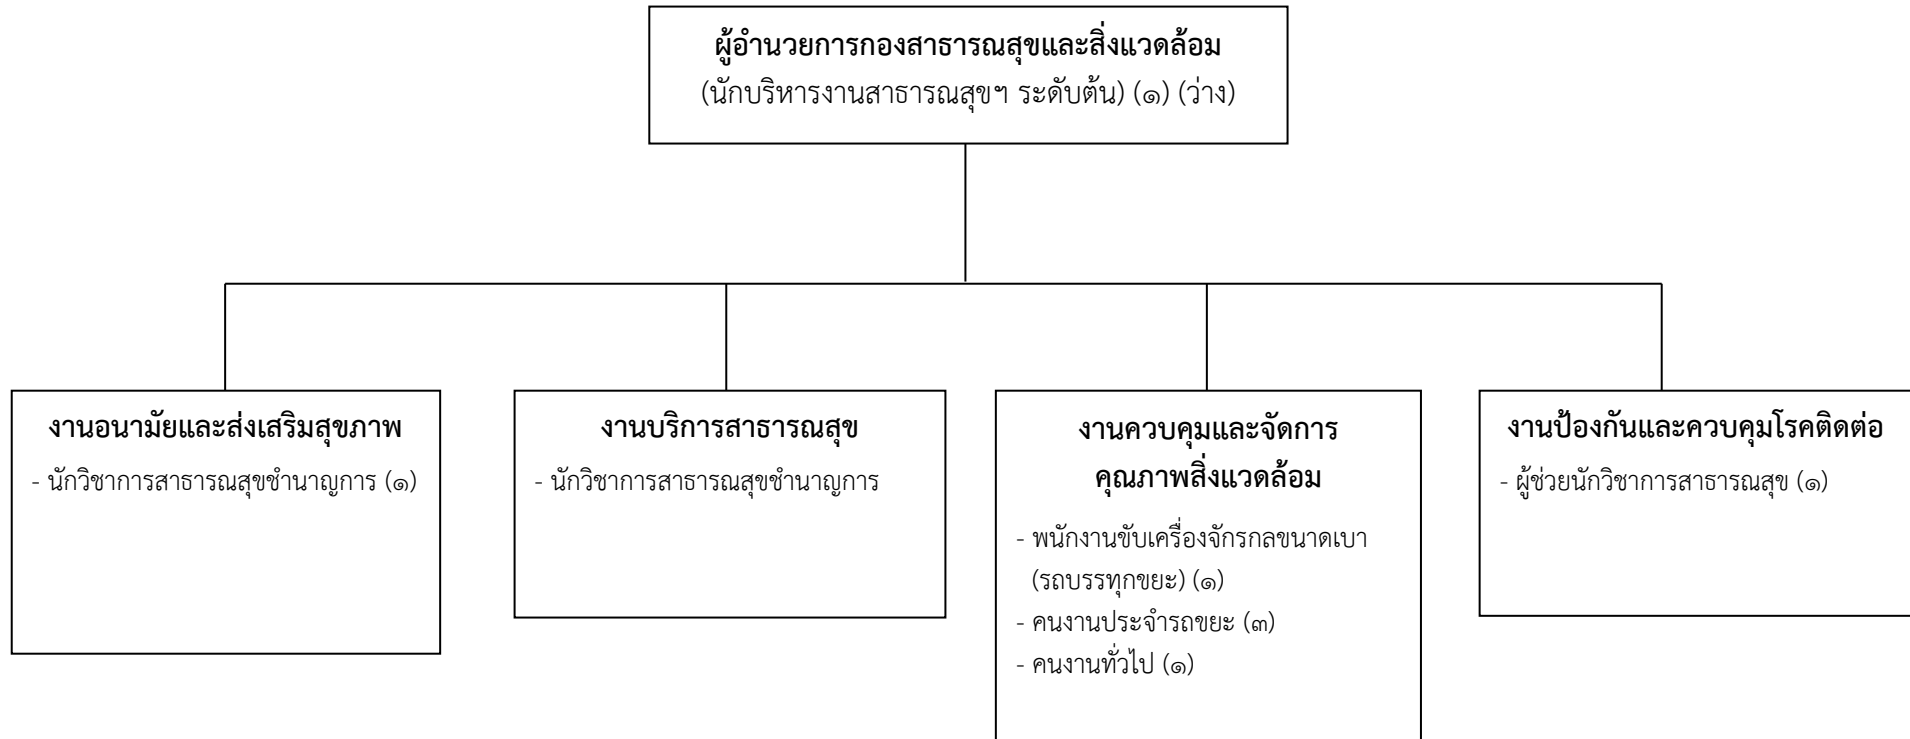 ผู้อำนวยการกองสาธารณสุขและสิ่งแวดล้อม
(นักบริหารงานสาธารณสุขฯ ระดับต้น) (๑) (ว่าง)
งานอนามัยและส่งเสริมสุขภาพ
- นักวิชาการสาธารณสุขชำนาญการ (๑)
งานบริการสาธารณสุข
- นักวิชาการสาธารณสุขชำนาญการ
งานควบคุมและจัดการ
คุณภาพสิ่งแวดล้อม
- พนักงานขับเครื่องจักรกลขนาดเบา
(รถบรรทุกขยะ) (๑)
- คนงานประจำรถขยะ (๓)
- คนงานทั่วไป (๑)
งานป้องกันและควบคุมโรคติดต่อ
- ผู้ช่วยนักวิชาการสาธารณสุข (๑)